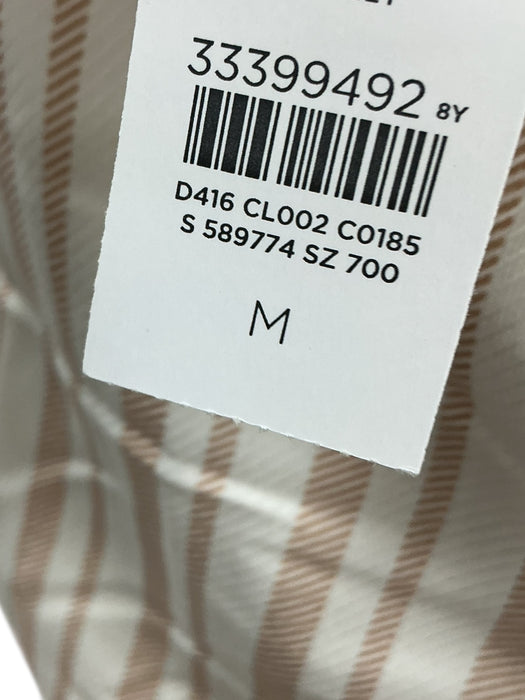 33399492 8Y
D416 CL002 C0185
S 589774 SZ 700
M